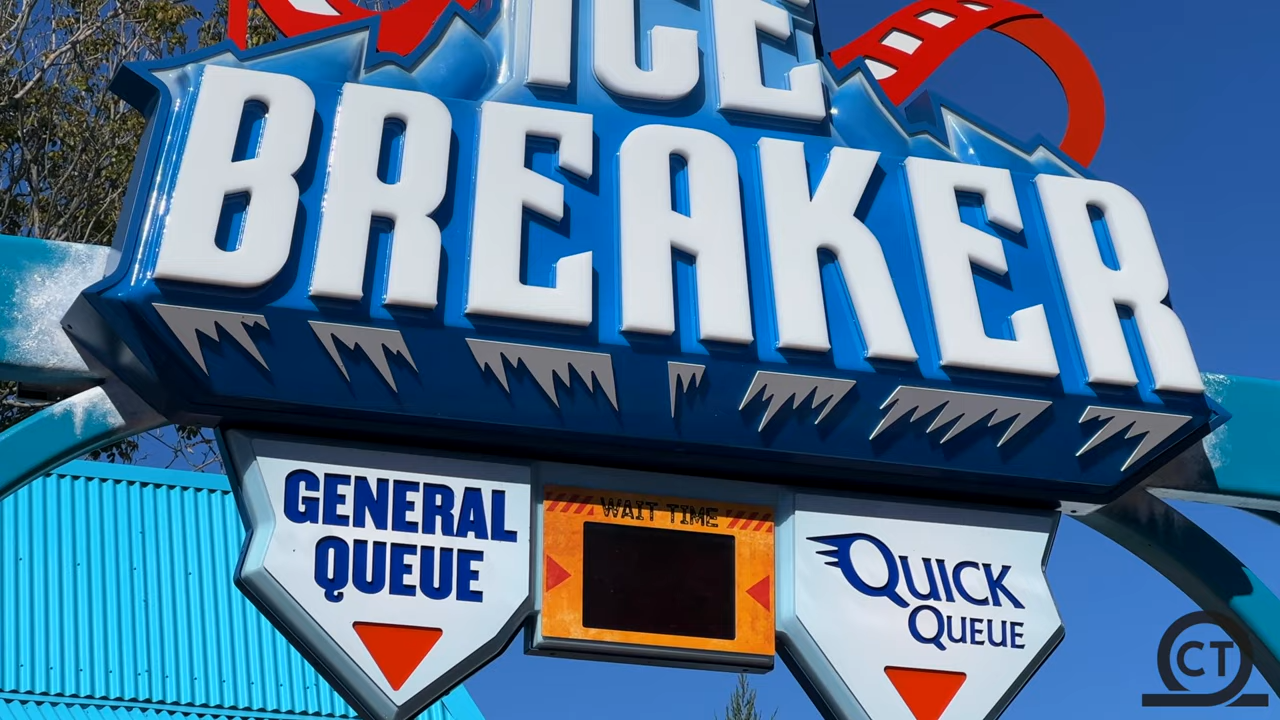 ICE
BREAKER
GENERAL
QUEUE
WAIT TIME
QUICK
QUEUE
CT